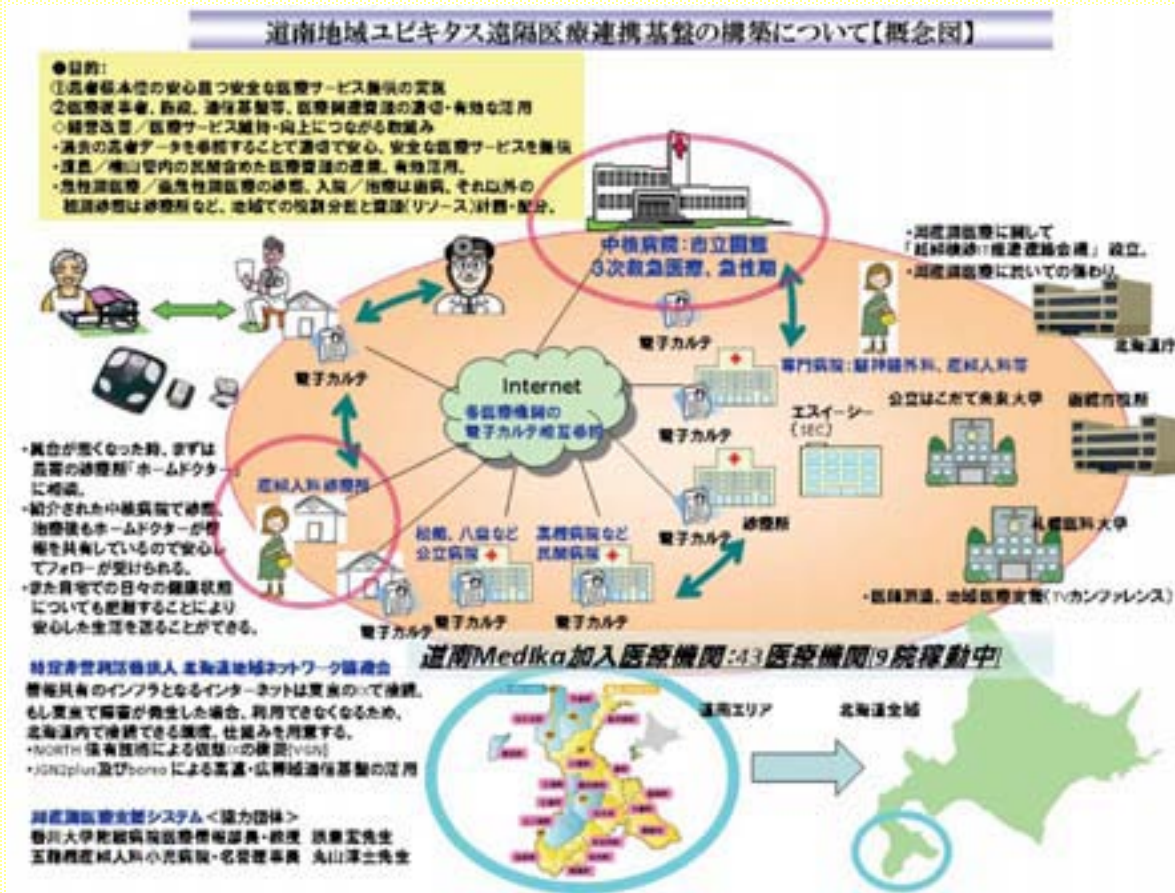 道南地域ユビキタス遠隔医療連携基盤の構築について【概念図】
●目的:
①患者様本位の安心且つ安全な医療サービス提供の実現
②医療従事者、施設、通信基盤等、医療関連資源の適切・有効な活用
◇経営改善/医療サービス維持・向上につながる取組み
・過去の患者データを参照することで適切で安心、安全な医療サービスを提供
・渡島/檜山管内の民間含めた医療資源の連携、有効活用。
・急性期医療/亜急性期医療の診断、入院/治療は函病、それ以外の
初期診断は診療所など、地域での役割分担と資源(リソース)計画・配分。
中核病院:市立函館
3次救急医療、急性期
・周産期医療に関して
「妊婦検診IT推進連絡会議」設立。
・周産期医療に於いての関わり。
北海道庁
電子カルテ
電子カルテ
専門病院:脳神経外科、産婦人科等
Internet
各医療機関の
電子カルテ相互参照
電子カルテ
エスイーシー
(SEC)
公立はこだて未来大学
函館市役所
・具合が悪くなった時、まずは
最寄の診療所「ホームドクター」
に相談。
・紹介された中核病院で診断、
治療後もホームドクターが情
報を共有しているので安心し
てフォローが受けられる。
・また自宅での日々の健康状態
についても把握することにより
安心した生活を送ることができる。
産婦人科診療所
診療所
電子カルテ
札幌医科大学
松前、八雲など
公立病院
高橋病院など
民間病院
電子カルテ
電子カルテ
電子カルテ
・医師派遣、地域医療支援(TVカンファレンス)
道南Medika加入医療機関:43医療機関[9院稼動中]
特定非営利活動法人 北海道地域ネットワーク協議会
情報共有のインフラとなるインターネットは東京のIXで接続。
もし東京で障害が発生した場合、利用できなくなるため、
北海道内で接続できる環境、仕組みを用意する。
・NORTH 保有技術による仮想IXの構築[VGN]
・JGN2plus及びboreoによる高速・広帯域通信基盤の活用
道南エリア
北海道全域
周産期医療支援システム<協力団体>
香川大学附属病院医療情報部長・教授 原量宏先生
五稜郭産婦人科小児病院・名誉理事長 丸山淳士先生